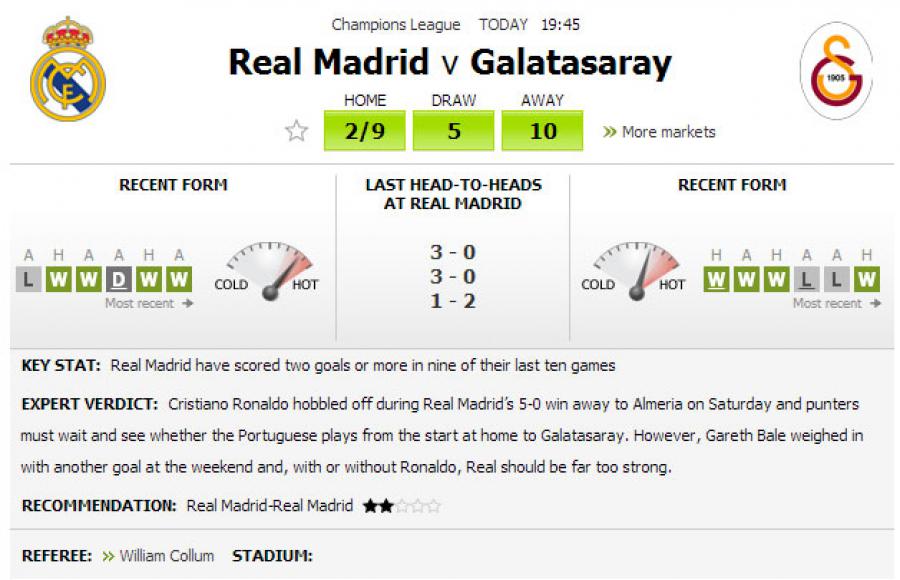 Champions League TODAY 19:45
Real Madrid v Galatasaray
HOME DRAW AWAY
2/9 5 10 » More markets
RECENT FORM
A H A A H A
L W W D W W
Most recent →
COLD HOT
LAST HEAD-TO-HEADS
AT REAL MADRID
3 - 0
3 - 0
1 - 2
RECENT FORM
COLD HOT
H A H A A H
W W W L L W
Most recent →
KEY STAT: Real Madrid have scored two goals or more in nine of their last ten games
EXPERT VERDICT: Cristiano Ronaldo hobbled off during Real Madrid's 5-0 win away to Almeria on Saturday and punters
must wait and see whether the Portuguese plays from the start at home to Galatasaray. However, Gareth Bale weighed in
with another goal at the weekend and, with or without Ronaldo, Real should be far too strong.
RECOMMENDATION: Real Madrid-Real Madrid ★★☆☆☆
REFEREE: » William Collum STADIUM:
1905